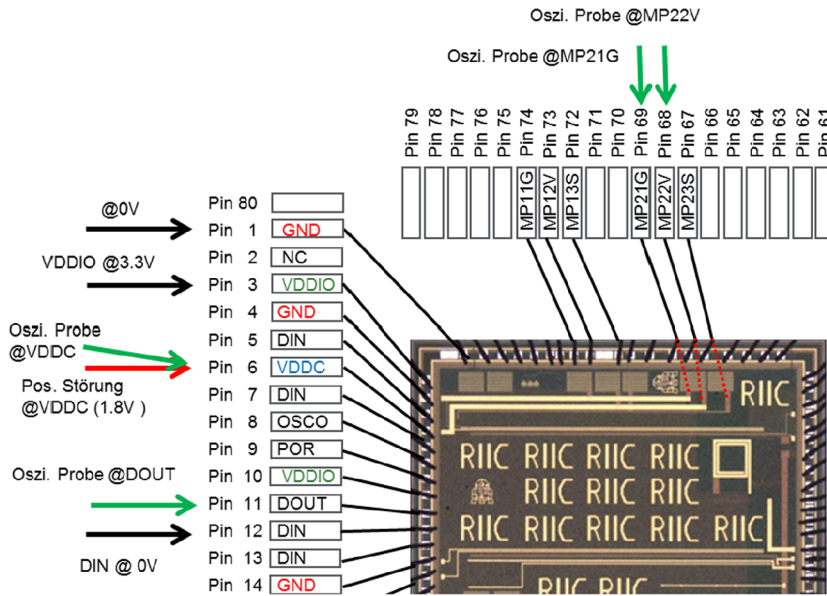 Oszi. Probe @MP22V
Oszi. Probe @MP21G
Pin 79
Pin 78
Pin 77
Pin 76
Pin 75
Pin 74
Pin 73
Pin 72
Pin 71
Pin 70
Pin 69
Pin 68
Pin 67
Pin 66
Pin 65
Pin 64
Pin 63
Pin 62
Pin 61
MP11G
MP12V
MP13S
MP21G
MP22V
MP23S
Pin 80
@0V
Pin 1 GND
Pin 2 NC
VDDIO @3.3V
Pin 3 VDDIO
Pin 4 GND
Oszi. Probe
@VDDC
Pin 5 DIN
Pin 6 VDDC
Pos. Störung
@VDDC (1.8V )
Pin 7 DIN
Pin 8 OSCO
Pin 9 POR
Oszi. Probe @DOUT
Pin 10 VDDIO
Pin 11 DOUT
Pin 12 DIN
DIN @ 0V
Pin 13 DIN
Pin 14 GND
RIIC
RIIC RIIC RIIC RIIC
RIIC RIIC RIIC
RIIC RIIC RIIC RIIC RIIC
RIIC RIIC